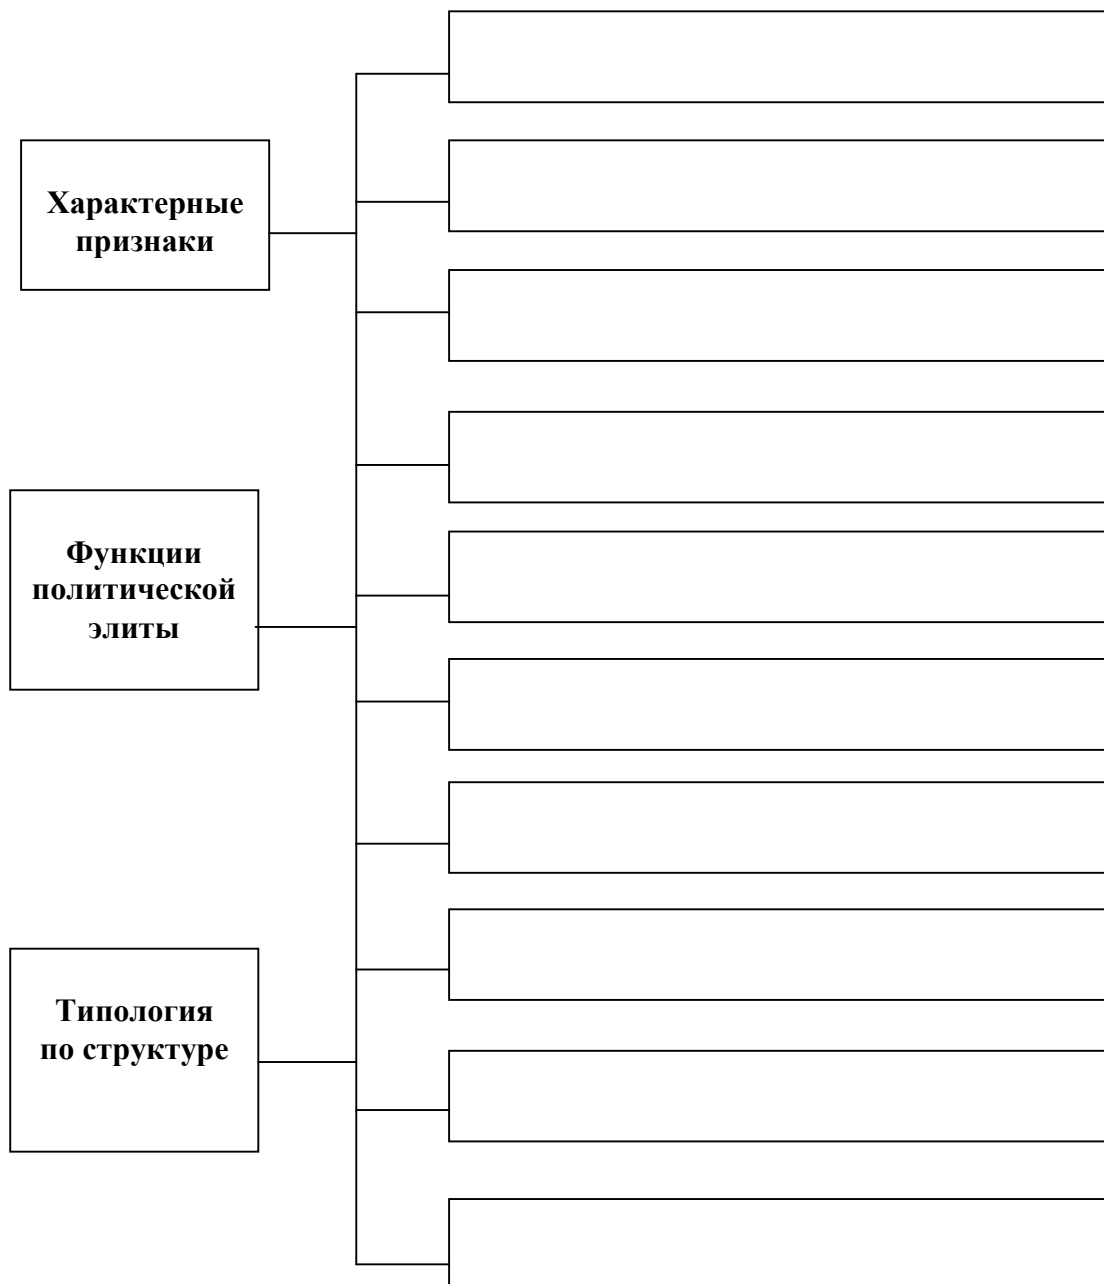 Характерные
признаки
Функции
политической
элиты
Типология
по структуре